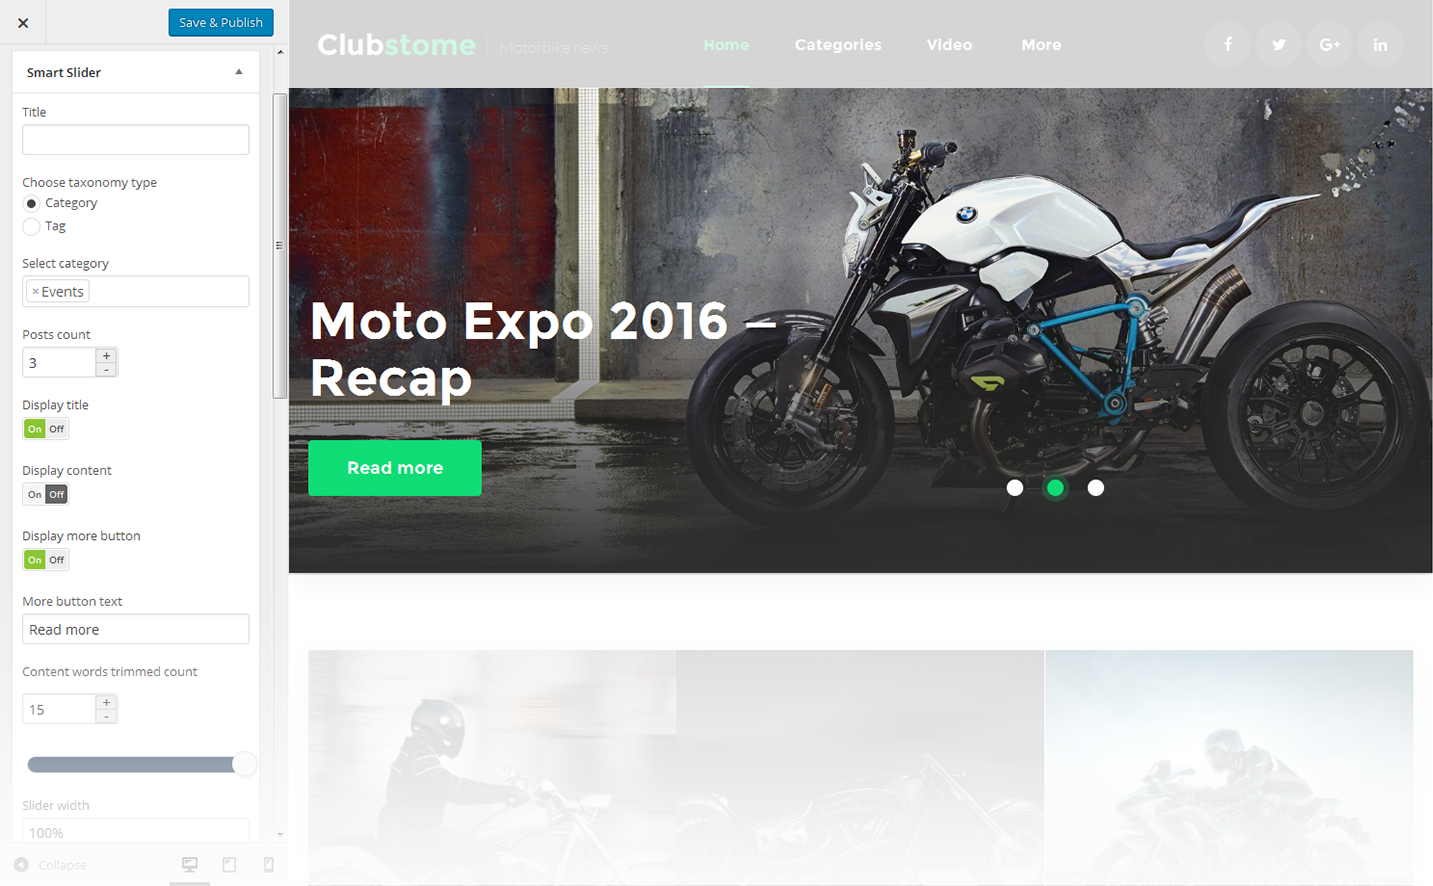 Save & Publish
Smart Slider
Title
Choose taxonomy type
Category
Tag
Select category
× Events
Posts count
3
+
-
Display title
On Off
Display content
On Off
Display more button
On Off
More button text
Read more
Content words trimmed count
15
+
-
Slider width
100%
Collapse
Clubstome
Motorbike news
Home
Categories
Video
More
f
G+
in
Moto Expo 2016 –
Recap
Read more